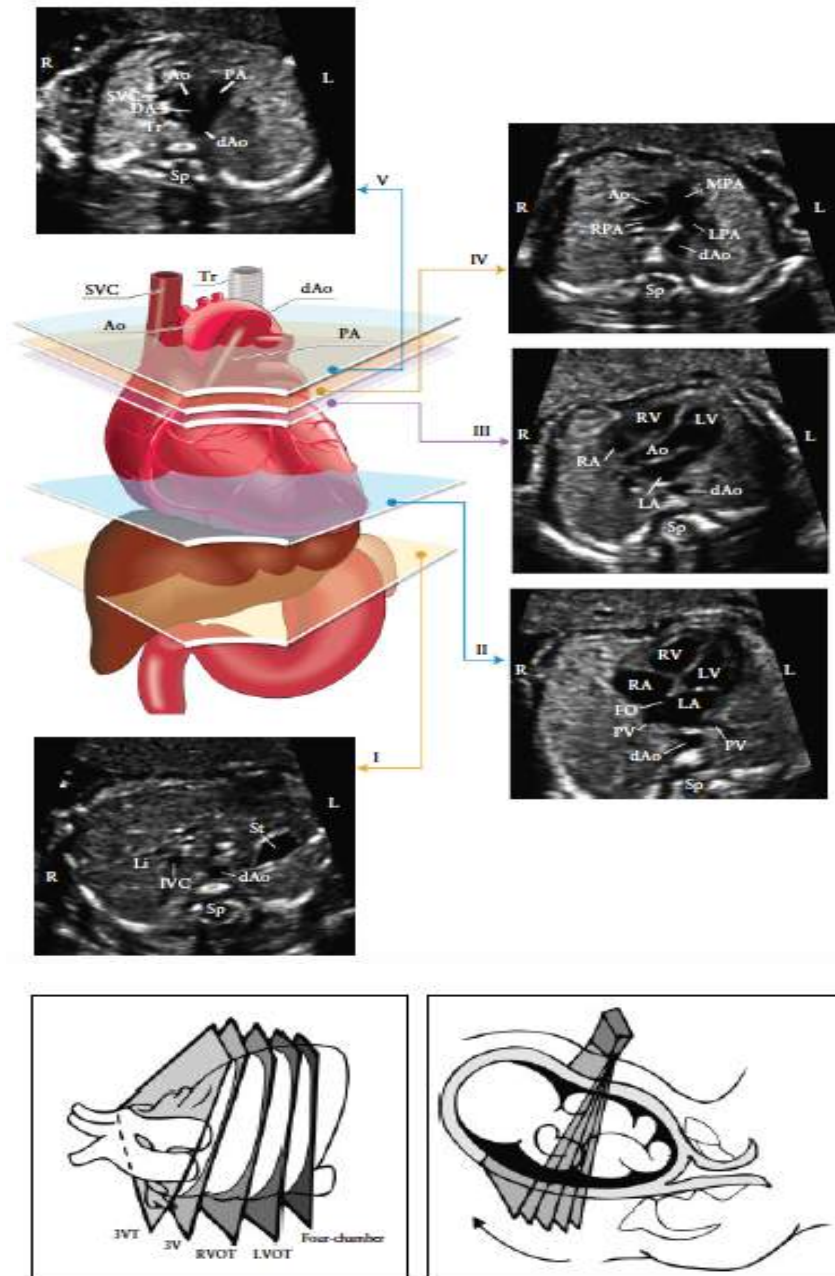 R
L
Ao
PA
SVC
DA
Tr
dAo
Sp
V
Ao
MPA
R
L
RPA
LPA
dAo
Sp
IV
Tr
SVC
dAo
Ao
PA
RV
LV
R
L
Ao
RA
dAo
LA
Sp
III
RV
R
LV
L
RA
LA
FO
PV
PV
dAo
Sp
II
I
L
St
Li
R
IVC
dAo
Sp
3VT
3V
RVOT
LVOT
Four-chamber